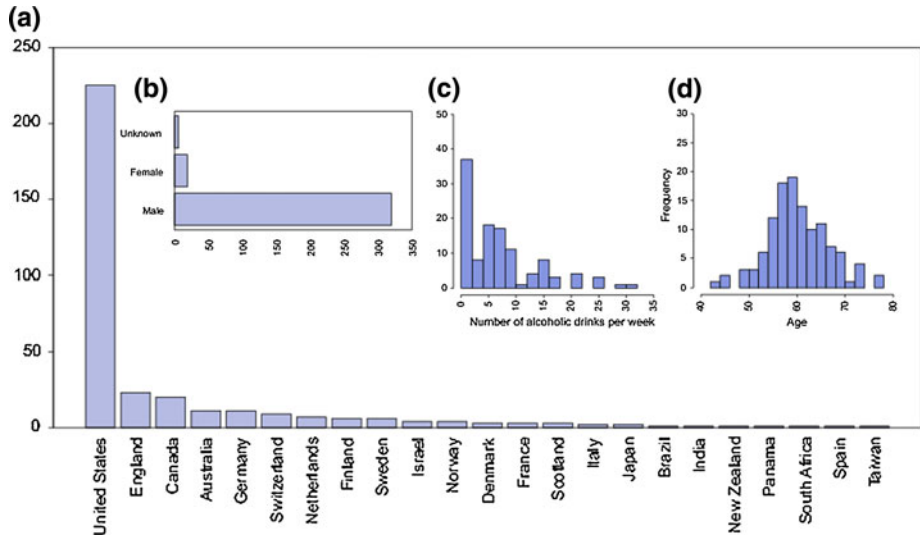 (a)
250
200
150
100
50
0
United States
England
Canada
Australia
Germany
Switzerland
Netherlands
Finland
Sweden
Israel
Norway
Denmark
France
Scotland
Italy
Japan
Brazil
India
New Zealand
Panama
South Africa
Spain
Taiwan
(b)
Unknown
Female
Male
0 50 100 150 200 250 300 350
(c)
50
40
30
20
10
0
0 5 10 15 20 25 30 35
Number of alcoholic drinks per week
(d)
Frequency
30
25
20
15
10
5
0
40 50 60 70 80
Age